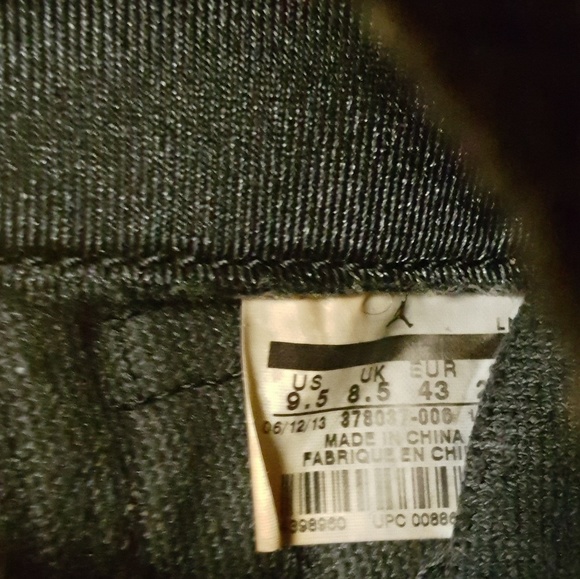 US UK EUR
9.5 8.5 43
06/12/13 378037-006
MADE IN CHINA
FABRIQUE EN CHI
398960 UPC 00886